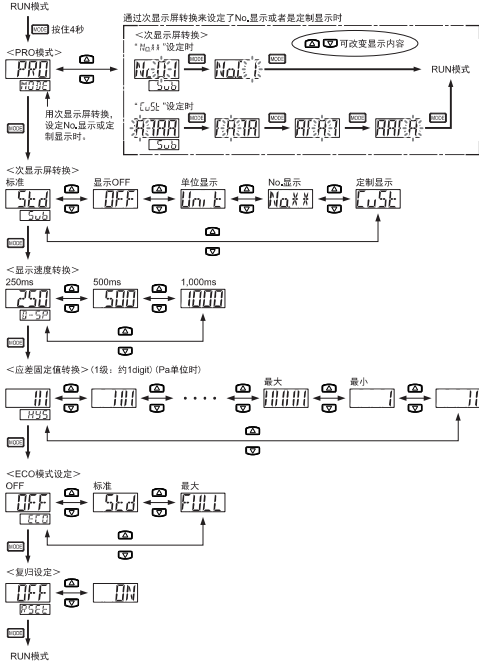 RUN模式
MODE 按住4秒
通过次显示屏转换来设定了No.显示或者是定制显示时
<PRO模式>
PRO
MODE
用次显示屏转换,
设定No.显示或定
制显示时。
<次显示屏转换>
"No.**"设定时
可改变显示内容
No.01
MODE
No.01
MODE
RUN模式
Sub
"CuSt"设定时
MODE
MODE
MODE
MODE
Sub
MODE
<次显示屏转换>
标准
显示OFF
单位显示
No.显示
定制显示
Std
OFF
Unit
No.**
CuSt
Sub
MODE
<显示速度转换>
250ms
500ms
1,000ms
250
500
1000
D-SP
MODE
<应差固定值转换>(1级:约1digit)(Pa单位时)
最大
最小
HYS
MODE
<ECO模式设定>
OFF
标准
最大
OFF
Std
FULL
ECO
MODE
<复归设定>
OFF
ON
RSEt
MODE
RUN模式